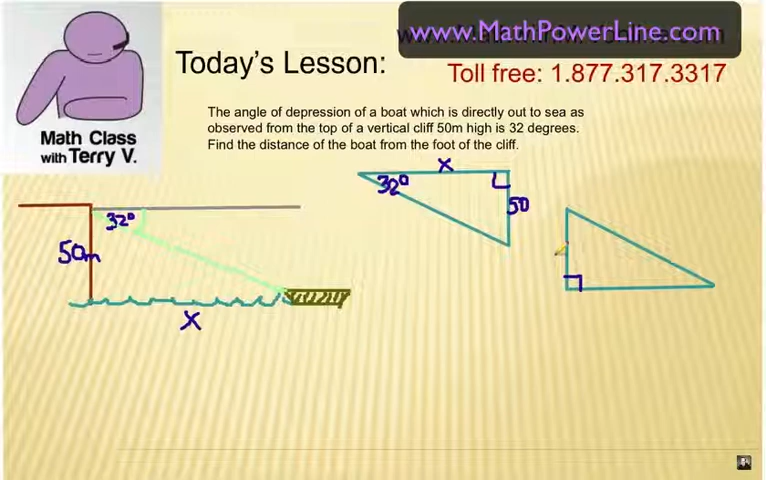 www.MathPowerLine.com
Today's Lesson:
Toll free: 1.877.317.3317
Math Class
with Terry V.
The angle of depression of a boat which is directly out to sea as
observed from the top of a vertical cliff 50m high is 32 degrees.
Find the distance of the boat from the foot of the cliff.
x
32°
50
32°
50m
x